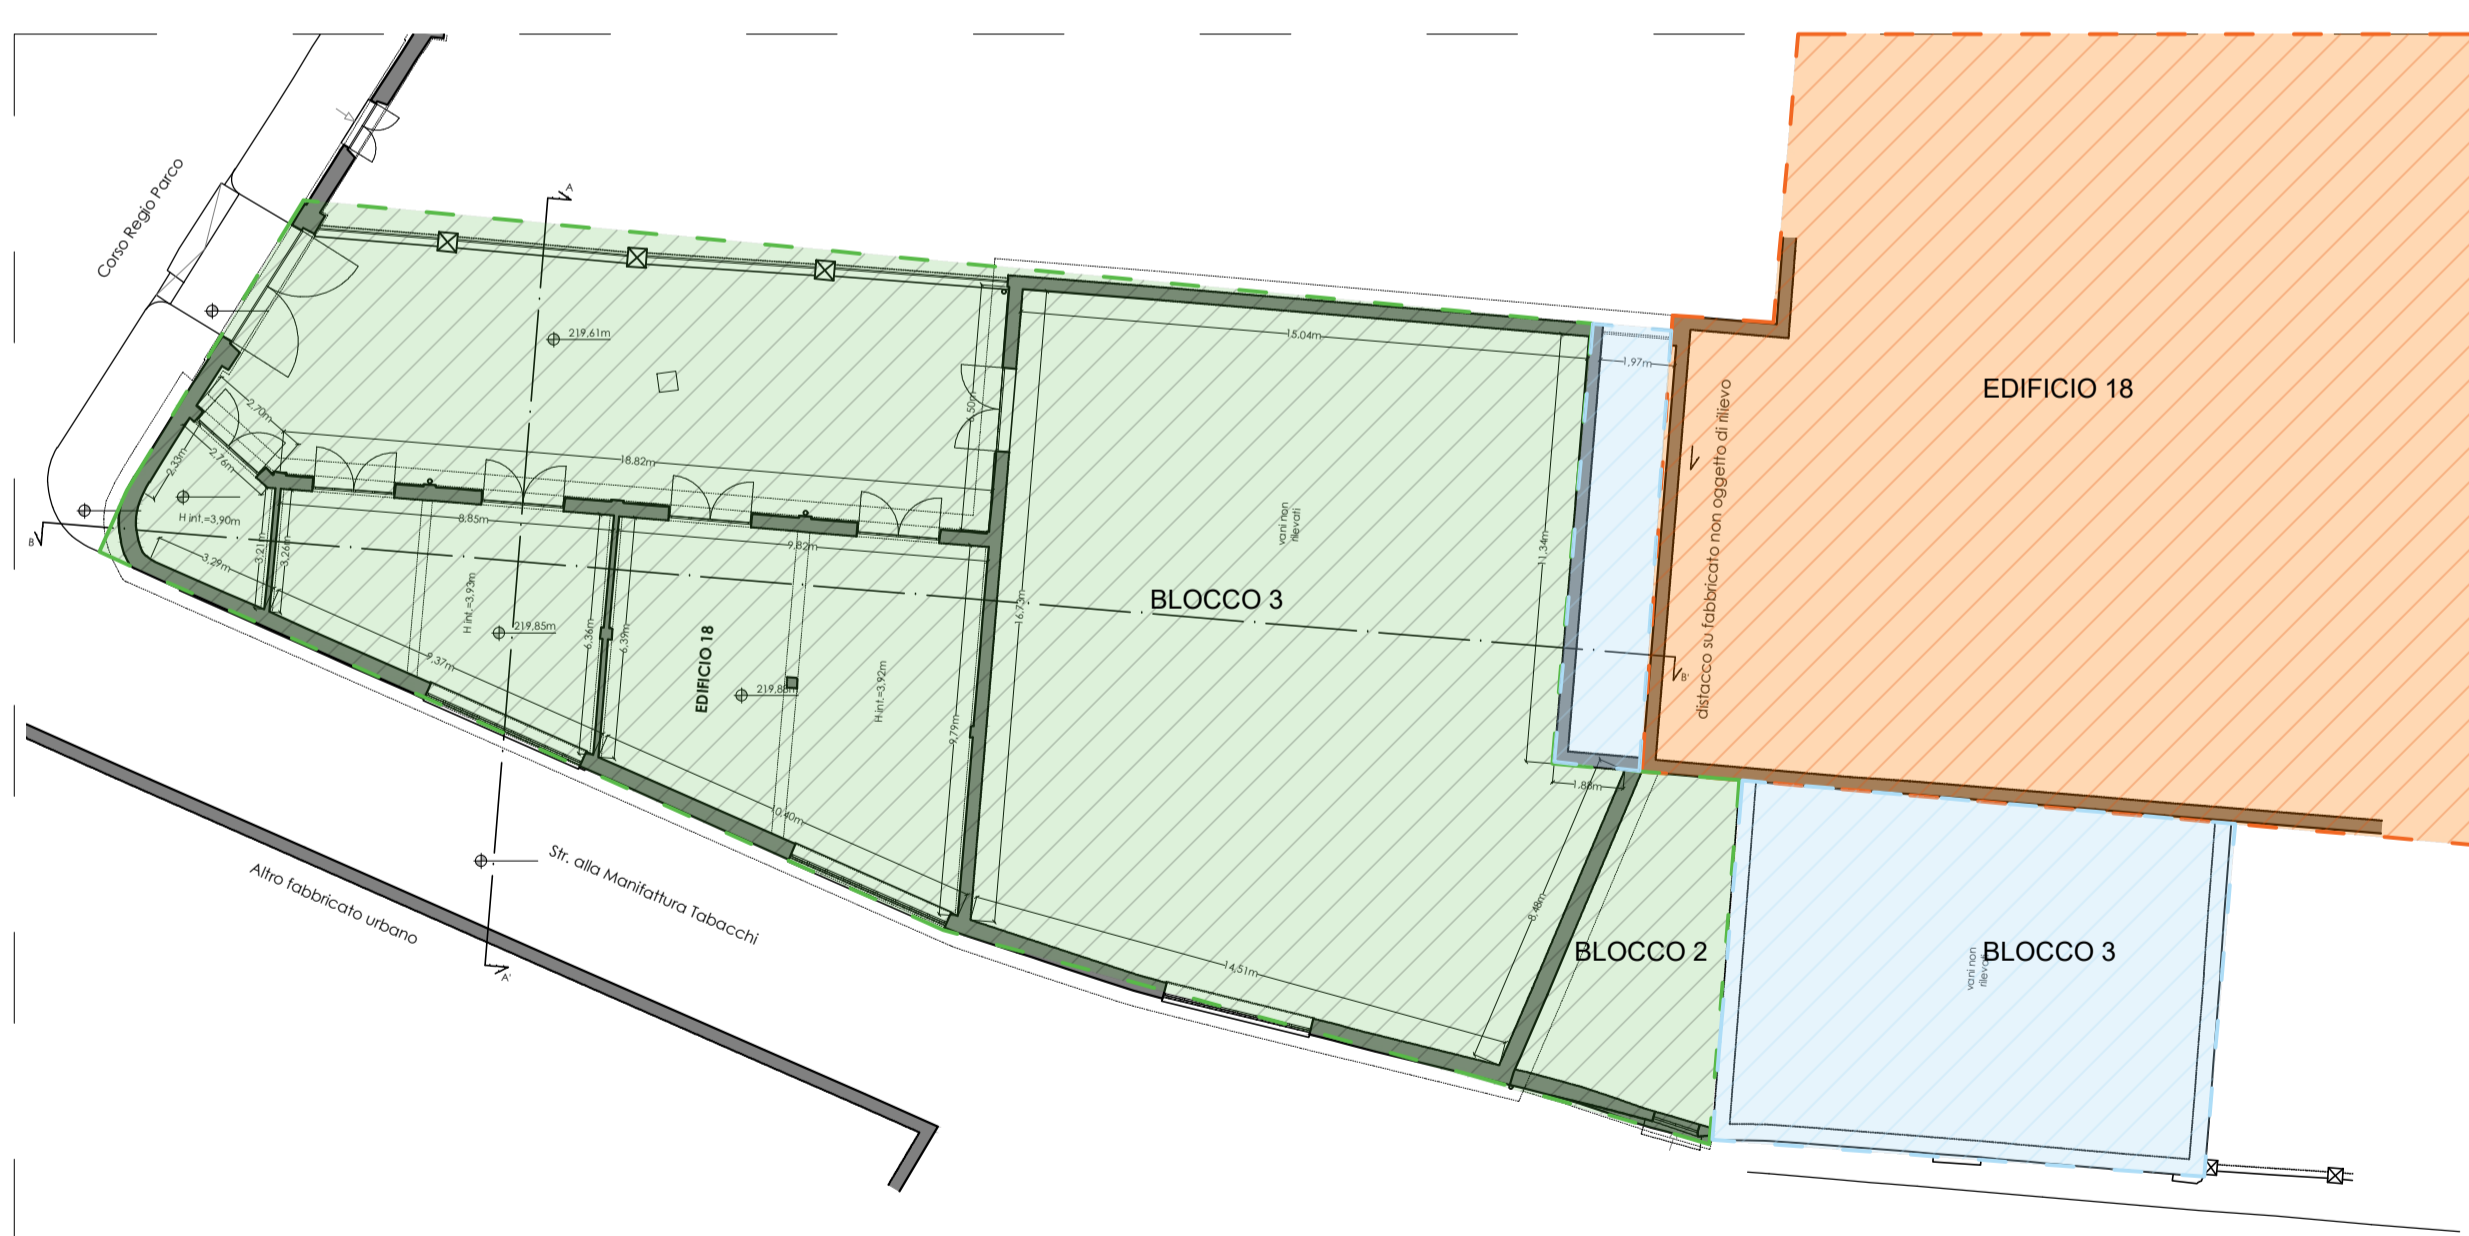 A
Corso Regio Parco
219,61m
15.04m
1,97m
EDIFICIO 18
distacco su fabbricato non oggetto di rilievo
2,70m
6,50m
18.82m
2,33m
2,76m
H int.=3,90m
8,85m
9,82m
vani non
rilevati
B
3,29m
3,21m
3,26m
11,34m
H int.=3,93m
219,85m
6,36m
6,39m
16,73m
BLOCCO 3
9,37m
EDIFICIO 18
H int.=3,92m
B'
9,79m
10,40m
1,88m
Str. alla Manifattura Tabacchi
Altro fabbricato urbano
A'
8,48m
14,51m
BLOCCO 2
vani non
BLOCCO 3